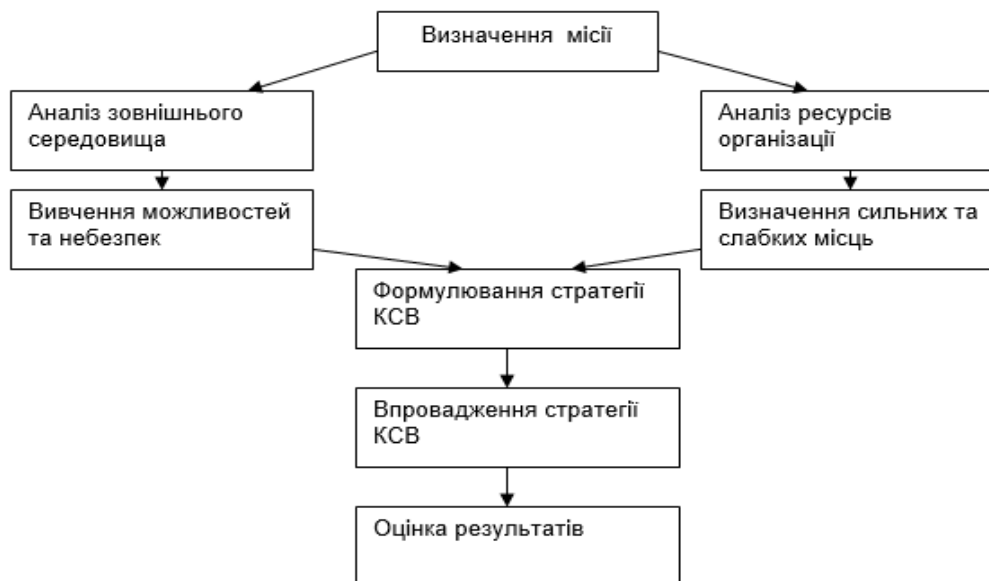 Визначення місії
Аналіз зовнішнього
середовища
Аналіз ресурсів
організації
Вивчення можливостей
та небезпек
Визначення сильних та
слабких місць
Формулювання стратегії
КСВ
Впровадження стратегії
КСВ
Оцінка результатів